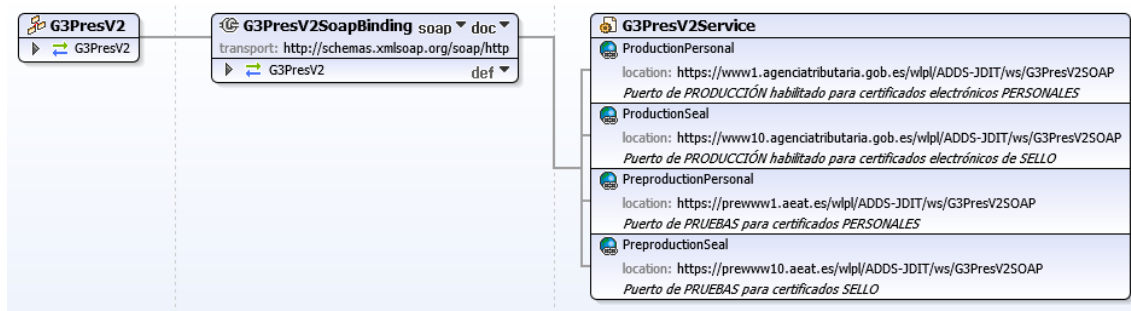 G3PresV2
G3PresV2
G3PresV2SoapBinding soap doc
transport: http://schemas.xmlsoap.org/soap/http
G3PresV2 def
G3PresV2Service
ProductionPersonal
location: https://www1.agenciatributaria.gob.es/wlpl/ADDS-JDIT/ws/G3PresV2SOAP
Puerto de PRODUCCIÓN habilitado para certificados electrónicos PERSONALES
ProductionSeal
location: https://www10.agenciatributaria.gob.es/wlpl/ADDS-JDIT/ws/G3PresV2SOAP
Puerto de PRODUCCIÓN habilitado para certificados electrónicos de SELLO
PreproductionPersonal
location: https://prewww1.aeat.es/wlpl/ADDS-JDIT/ws/G3PresV2SOAP
Puerto de PRUEBAS para certificados PERSONALES
PreproductionSeal
location: https://prewww10.aeat.es/wlpl/ADDS-JDIT/ws/G3PresV2SOAP
Puerto de PRUEBAS para certificados SELLO